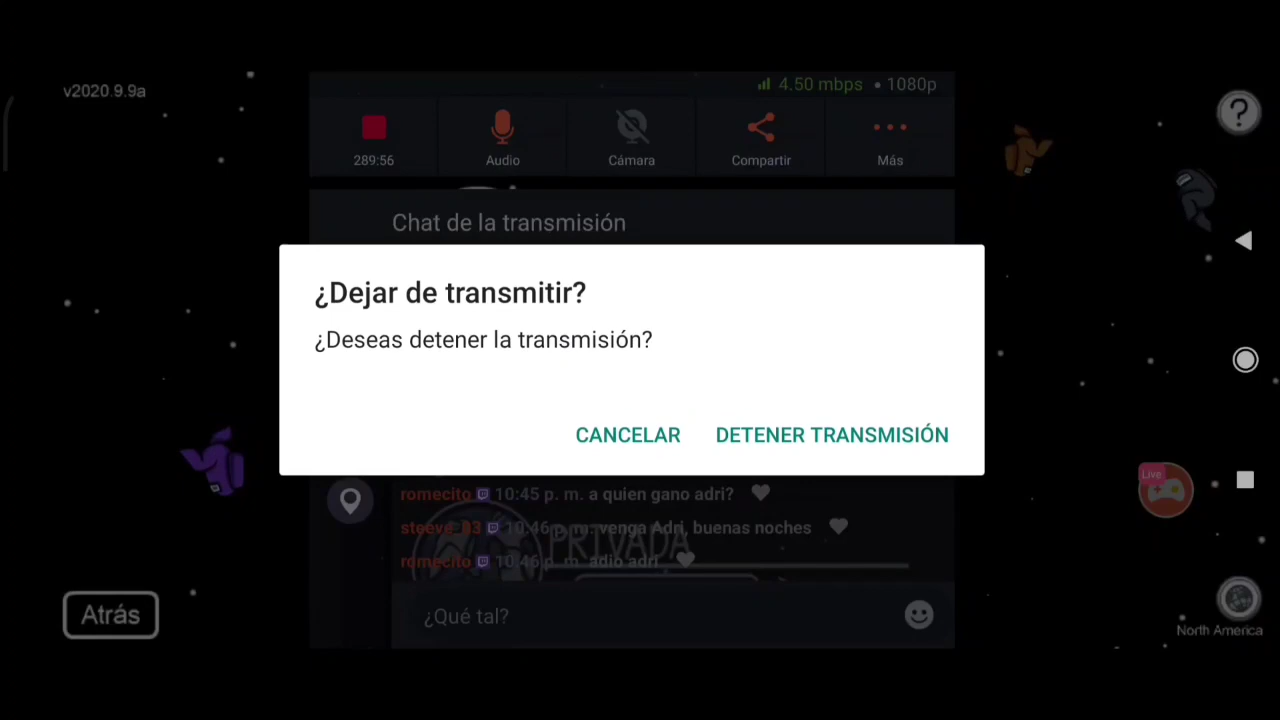 v2020.9.9a
4.50 mbps • 1080p
289:56
Audio
Cámara
Compartir
Más
Chat de la transmisión
¿Dejar de transmitir?
¿Deseas detener la transmisión?
CANCELAR
DETENER TRANSMISIÓN
Live
romecito 10:45 p. m. a quien gano adri?
steeve_03 10:46 p. m. venga Adri, buenas noches
PRIVADA
romecito 10:46 p. m. adio adri
¿Qué tal?
Atrás
?
North America